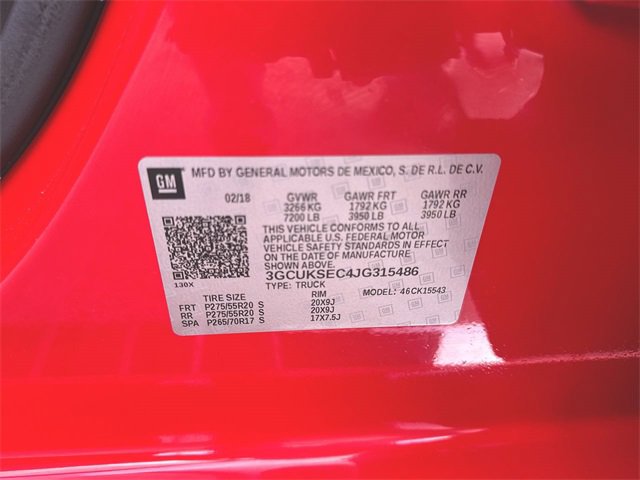 GM
MFD BY GENERAL MOTORS DE MEXICO, S. DE R.L. DE C.V.
02/18 GVWR GAWR FRT GAWR RR
3266 KG 1792 KG 1792 KG
7200 LB 3950 LB 3950 LB
THIS VEHICLE CONFORMS TO ALL
APPLICABLE U.S. FEDERAL MOTOR
VEHICLE SAFETY STANDARDS IN EFFECT
ON THE DATE OF MANUFACTURE
SHOWN ABOVE.
3GCUKSEC4JG315486
130X
TYPE: TRUCK MODEL: 46CK15543
TIRE SIZE RIM
FRT P275/55R20 S 20X9J
RR P275/55R20 S 20X9J
SPA P265/70R17 S 17X7.5J